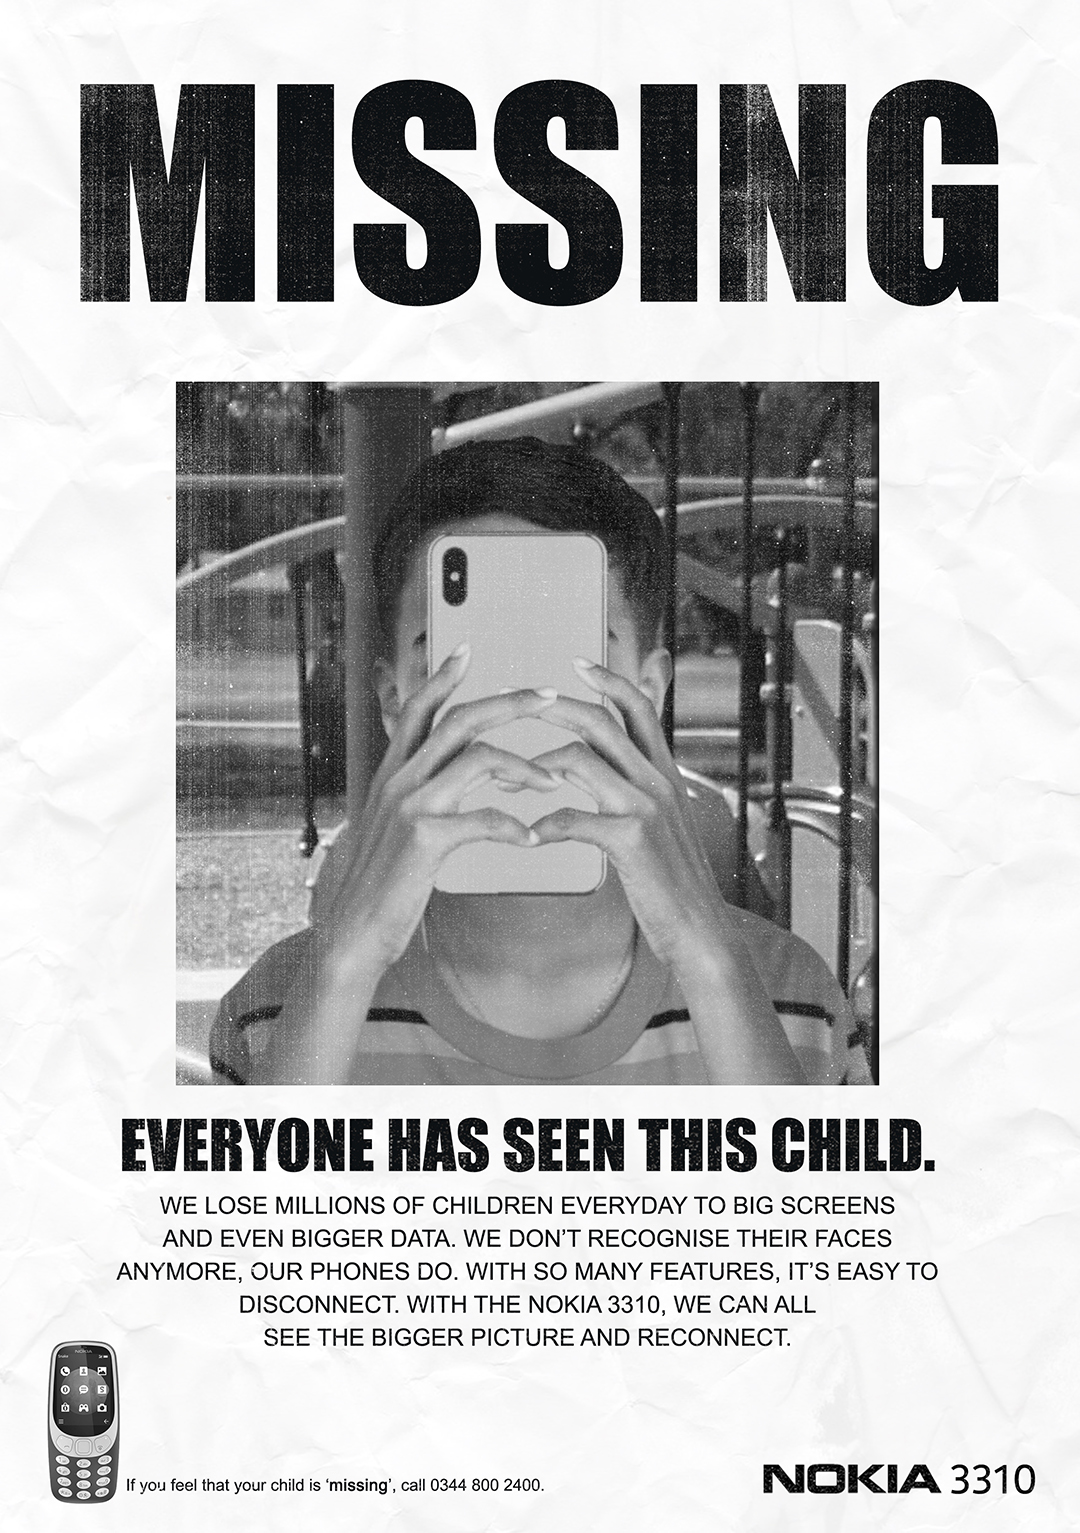 MISSING
EVERYONE HAS SEEN THIS CHILD.
WE LOSE MILLIONS OF CHILDREN EVERYDAY TO BIG SCREENS
AND EVEN BIGGER DATA. WE DON'T RECOGNISE THEIR FACES
ANYMORE, OUR PHONES DO. WITH SO MANY FEATURES, IT'S EASY TO
DISCONNECT. WITH THE NOKIA 3310, WE CAN ALL
SEE THE BIGGER PICTURE AND RECONNECT.
NOKIA
If you feel that your child is ‘missing’, call 0344 800 2400.
NOKIA 3310